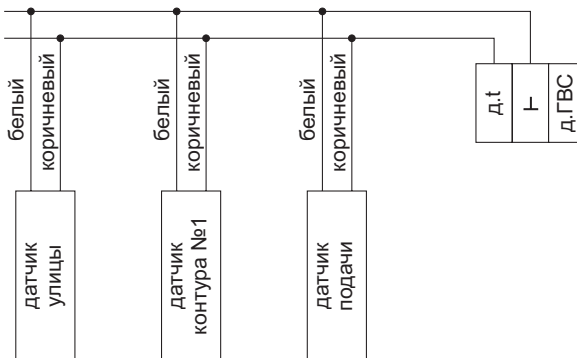 белый
коричневый
белый
коричневый
белый
коричневый
д.t
д.ГВС
датчик
улицы
датчик
контура №1
датчик
подачи